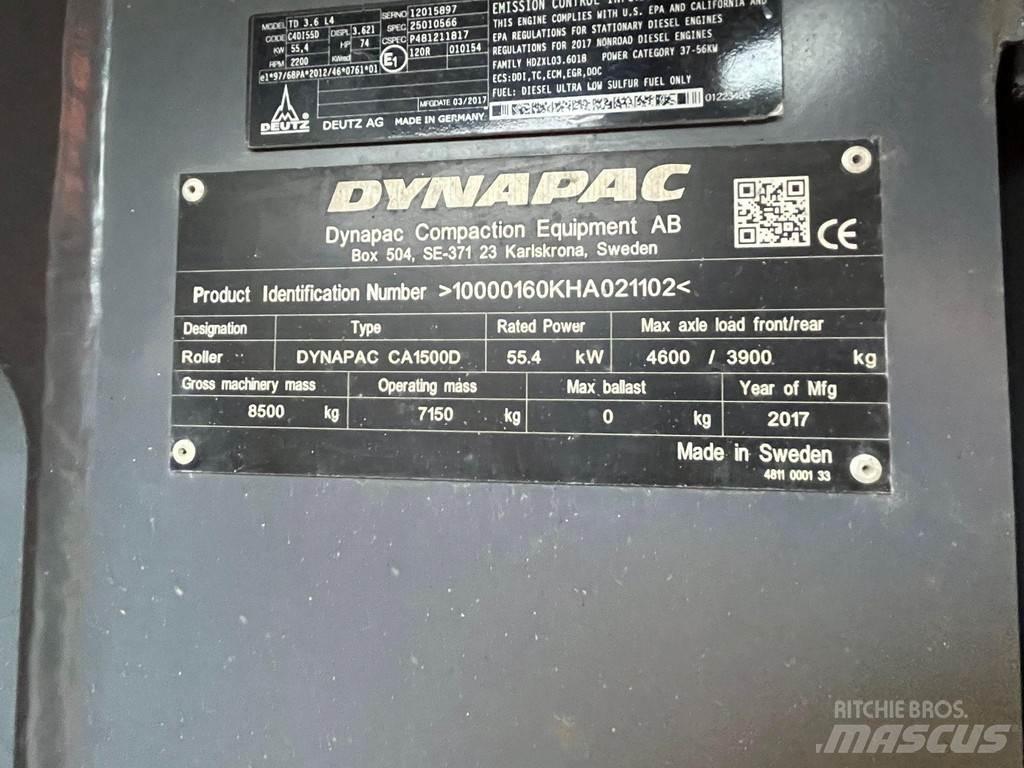 MODEL TD 3.6 L4
CODE C4DI55D DISPL 3.621
KW 55,4 HP 74
RPM 2200 KWred
e1*97/68PA*2012/46*0761*01
SERNO 12015897
SPEC 25010566
CSPEC P4B1211B17
E1 120R 010154
MFGDATE 03/2017
DEUTZ DEUTZ AG MADE IN GERMANY
EMISSION CONTROL
THIS ENGINE COMPLIES WITH U.S. EPA AND CALIFORNIA
EPA REGULATIONS FOR STATIONARY DIESEL ENGINES
REGULATIONS FOR 2017 NONROAD DIESEL ENGINES
FAMILY HDZXL03.6018 POWER CATEGORY 37-56KW
ECS:DDI,TC,ECM,EGR,DOC
FUEL: DIESEL ULTRA LOW SULFUR FUEL ONLY
DYNAPAC
Dynapac Compaction Equipment AB
Box 504, SE-371 23 Karlskrona, Sweden
CE
Product Identification Number >10000160KHA021102<
Designation Type Rated Power Max axle load front/rear
Roller DYNAPAC CA1500D 55.4 kW 4600 / 3900 kg
Gross machinery mass Operating mass Max ballast Year of Mfg
8500 kg 7150 kg 0 kg 2017
Made in Sweden
4811 0001 33
RITCHIE BROS.
MASCUS